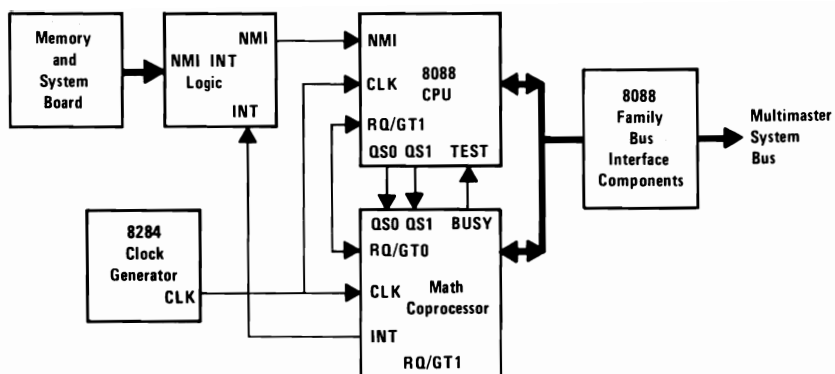 Memory
and
System
Board
NMI
NMI INT
Logic
INT
NMI
8088
CPU
CLK
RQ/GT1
QS0 QS1 TEST
8088
Family
Bus
Interface
Components
Multimaster
System
Bus
8284
Clock
Generator
CLK
QS0 QS1 BUSY
RQ/GT0
CLK
Math
Coprocessor
INT
RQ/GT1